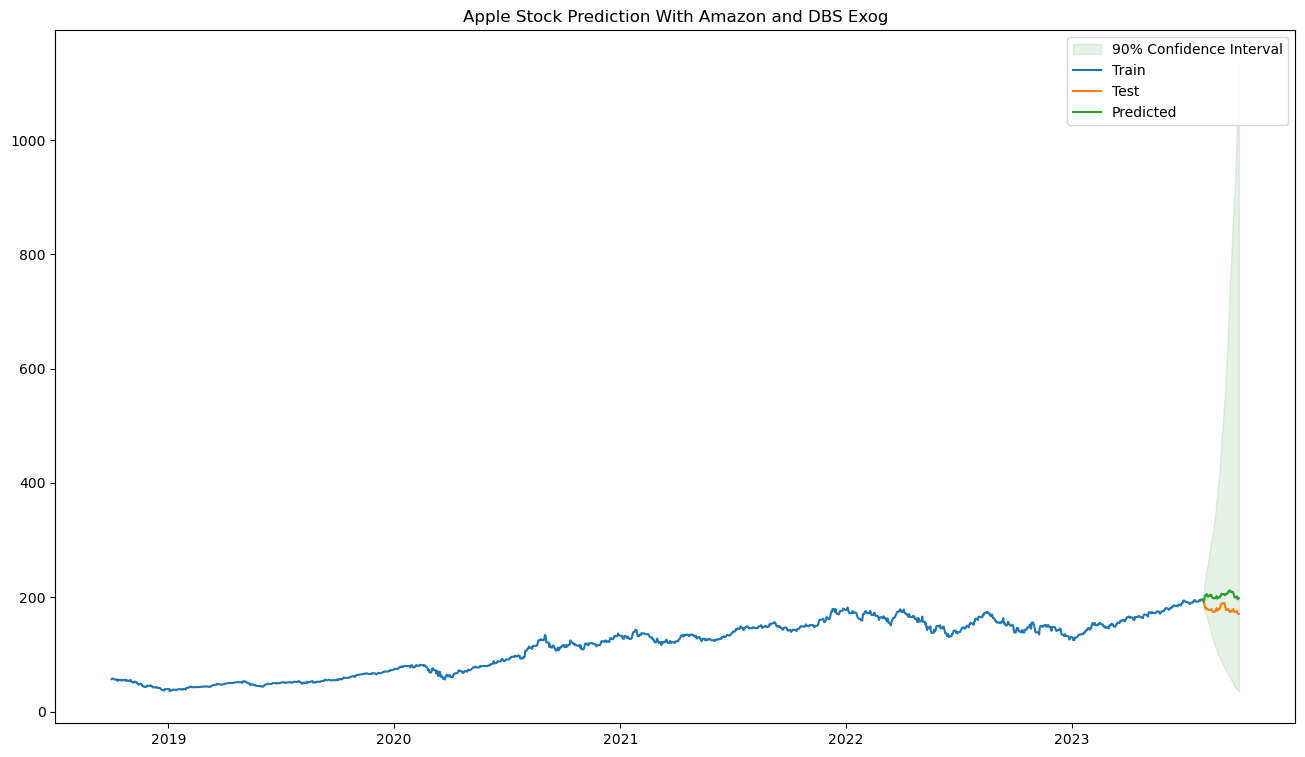 Apple Stock Prediction With Amazon and DBS Exog
90% Confidence Interval
Train
Test
Predicted
1000
800
600
400
200
0
2019
2020
2021
2022
2023